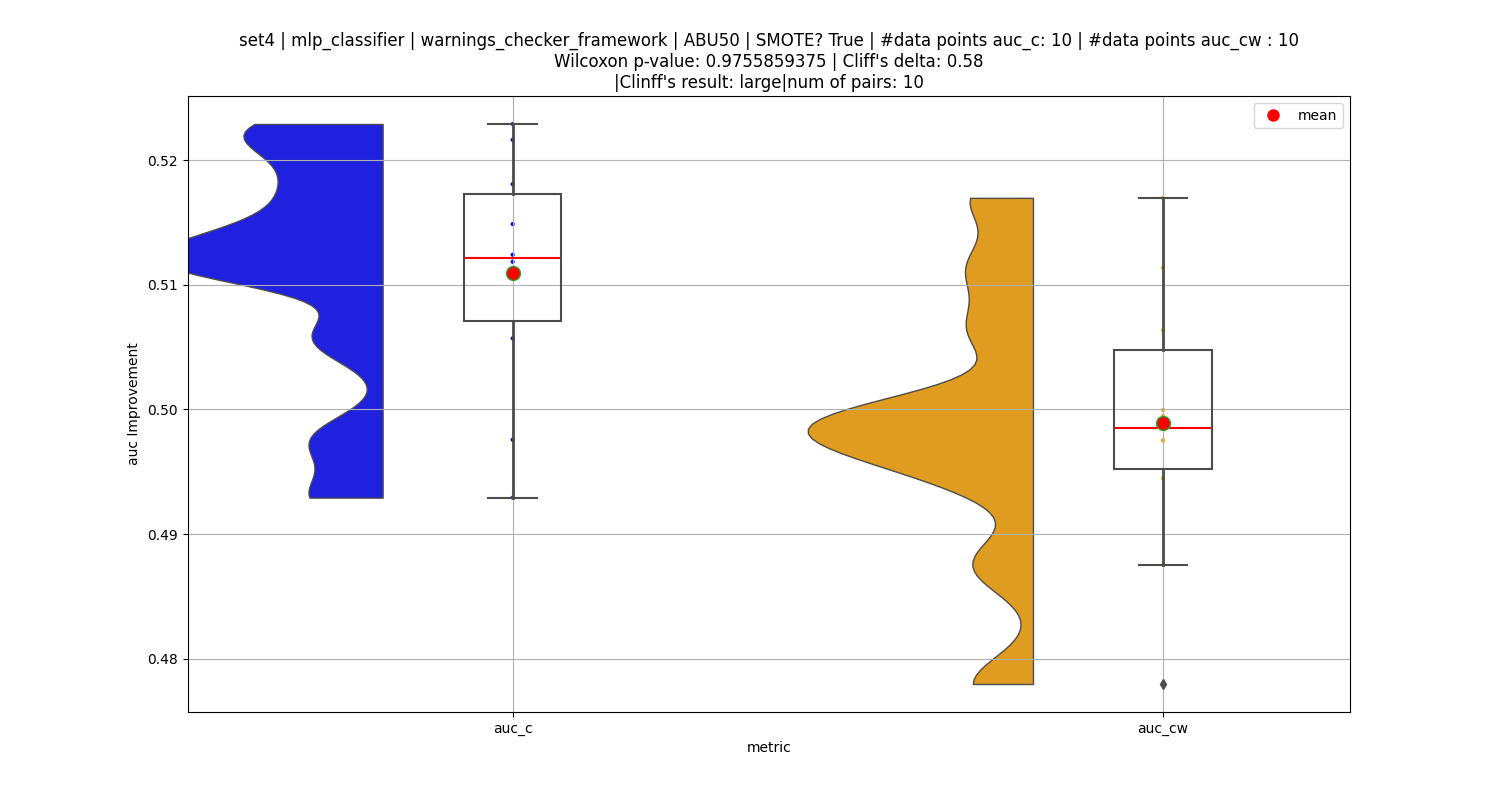 set4 | mlp_classifier | warnings_checker_framework | ABU50 | SMOTE? True | #data points auc_c: 10 | #data points auc_cw : 10
Wilcoxon p-value: 0.9755859375 | Cliff's delta: 0.58
|Clinff's result: large|num of pairs: 10
mean
0.52
0.51
0.50
0.49
0.48
auc Improvement
auc_c
auc_cw
metric